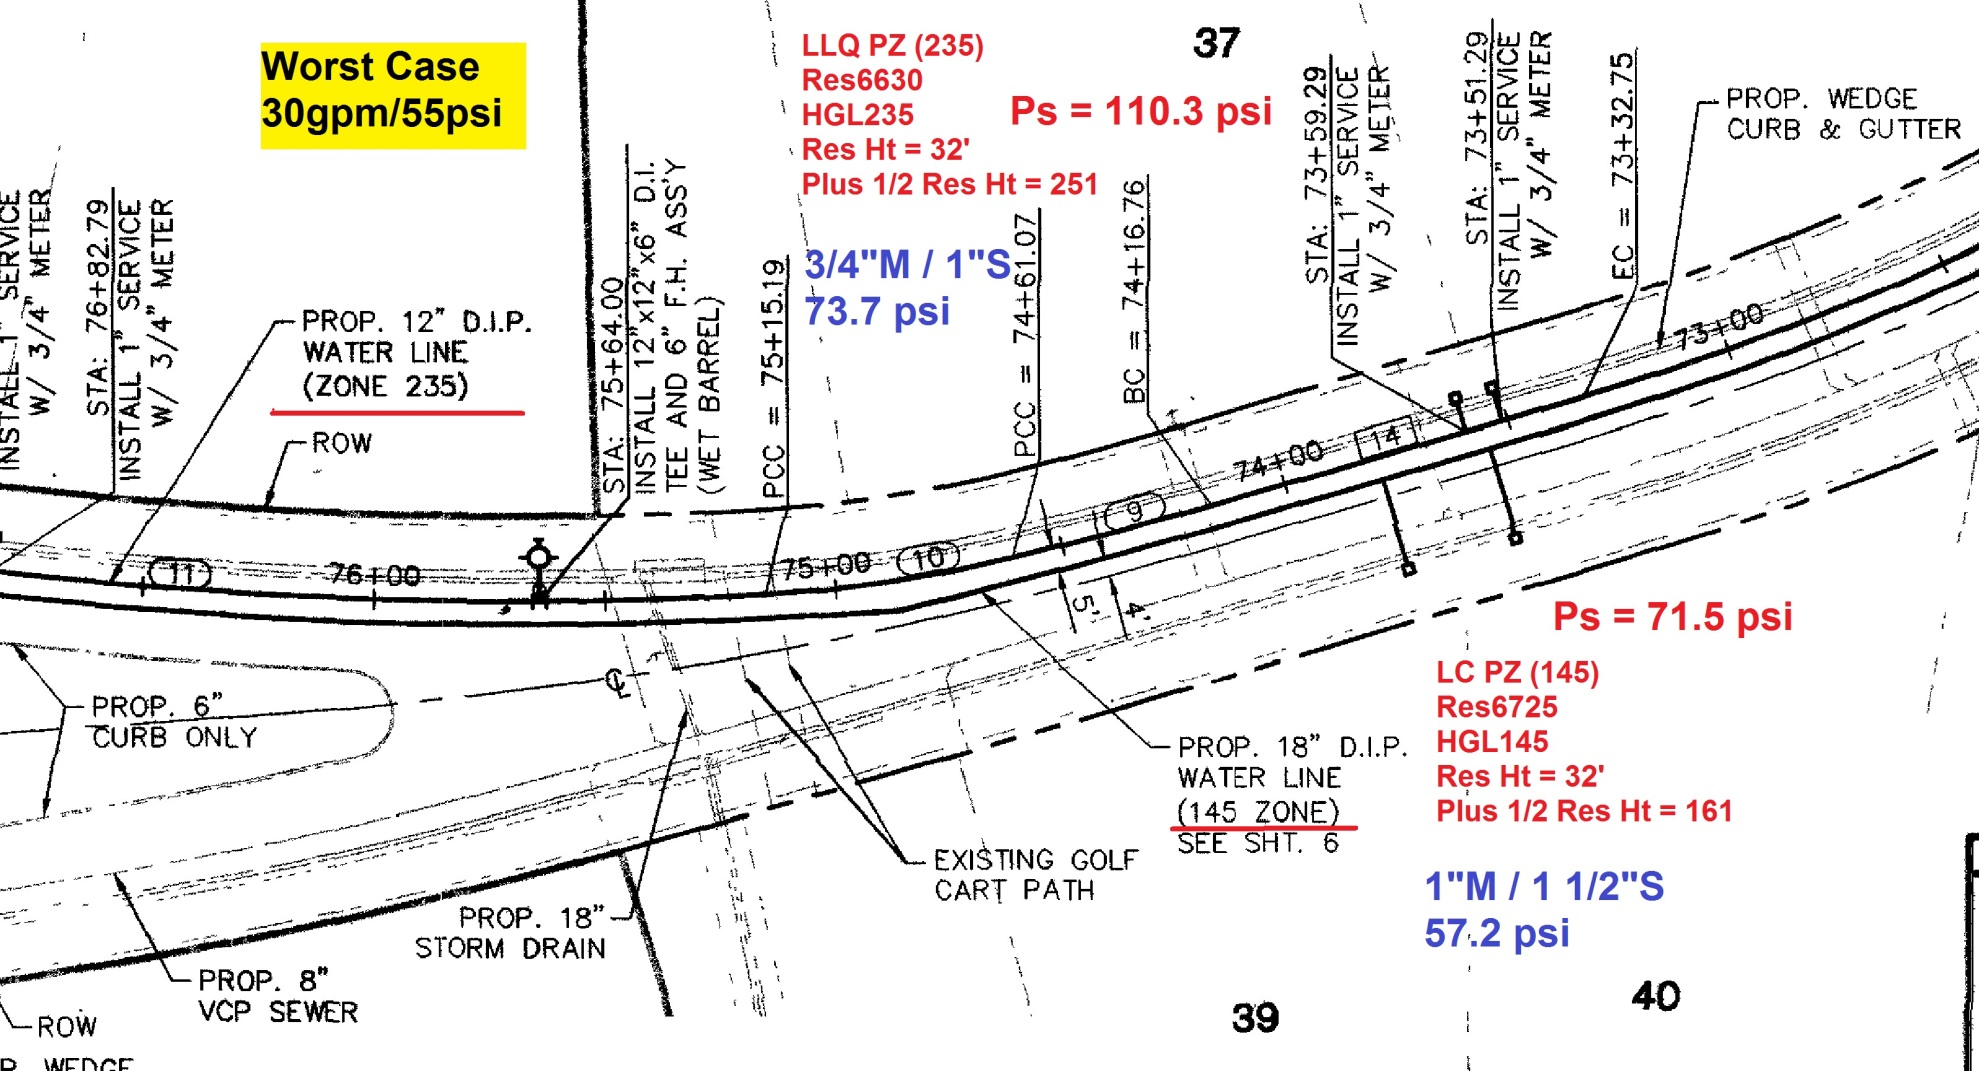 Worst Case
30gpm/55psi
LLQ PZ (235)
Res6630
HGL235
Res Ht = 32'
Plus 1/2 Res Ht = 251
Ps = 110.3 psi
37
3/4"M / 1"S
73.7 psi
INSTALL 1" SERVICE
W/ 3/4" METER
STA: 76+82.79
INSTALL 1" SERVICE
W/ 3/4" METER
PROP. 12" D.I.P.
WATER LINE
(ZONE 235)
ROW
STA: 75+64.00
INSTALL 12"x12"x6" D.I.
TEE AND 6" F.H. ASS'Y
(WET BARREL)
PCC = 75+15.19
PCC = 74+61.07
BC = 74+16.76
STA: 73+59.29
INSTALL 1" SERVICE
W/ 3/4" METER
STA: 73+51.29
INSTALL 1" SERVICE
W/ 3/4" METER
EC = 73+32.75
PROP. WEDGE
CURB & GUTTER
11
76+00
75+00
10
9
74+00
14
73+00
5'
4'
℄
PROP. 6"
CURB ONLY
PROP. 18" D.I.P.
WATER LINE
(145 ZONE)
SEE SHT. 6
Ps = 71.5 psi
LC PZ (145)
Res6725
HGL145
Res Ht = 32'
Plus 1/2 Res Ht = 161
1"M / 1 1/2"S
57.2 psi
EXISTING GOLF
CART PATH
PROP. 18"
STORM DRAIN
PROP. 8"
VCP SEWER
ROW
WEDGE
39
40